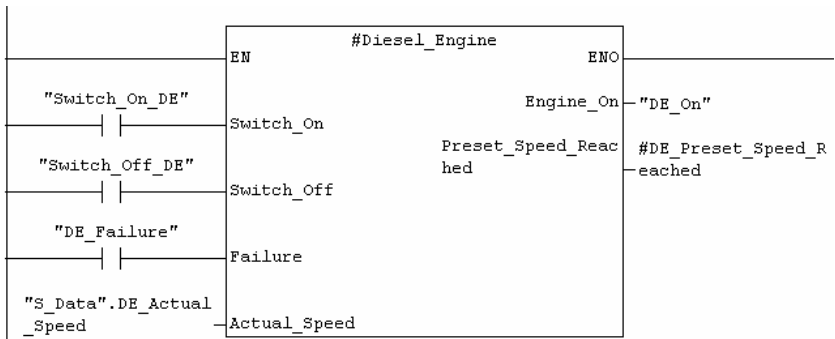 #Diesel_Engine
EN
ENO
"Switch_On_DE"
Switch_On
Engine_On
"DE_On"
Preset_Speed_Reac
hed
#DE_Preset_Speed_R
eached
"Switch_Off_DE"
Switch_Off
"DE_Failure"
Failure
"S_Data".DE_Actual
_Speed
Actual_Speed